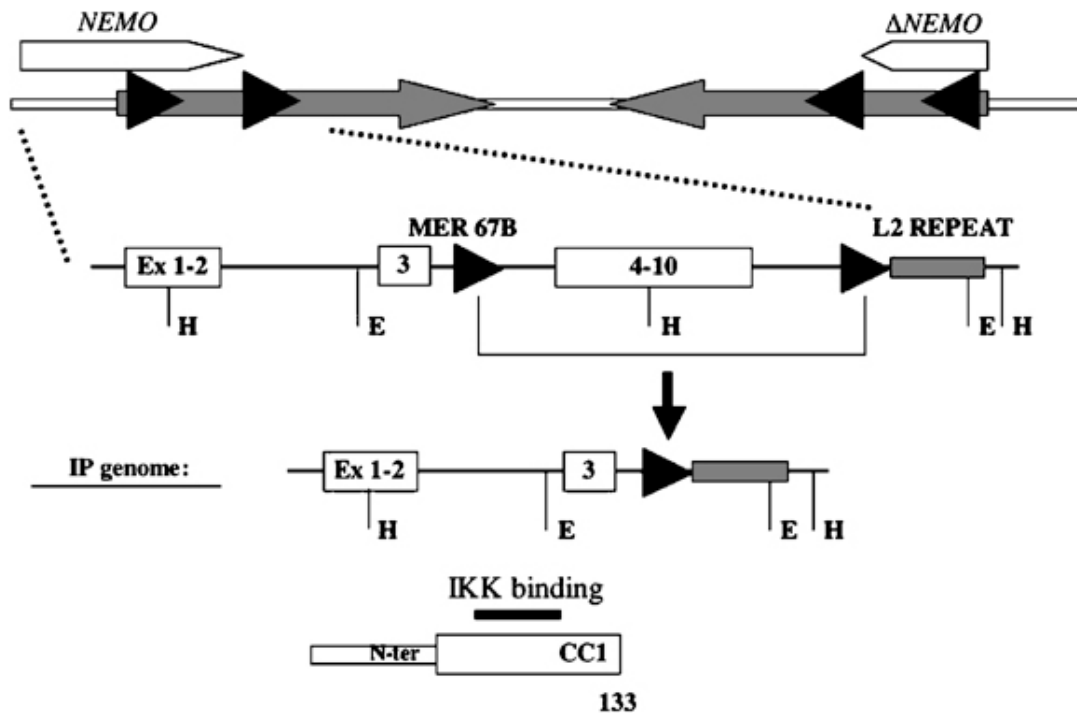 NEMO ΔNEMO
MER 67B L2 REPEAT
Ex 1-2 3 4-10
H E H E H
IP genome:
Ex 1-2 3
H E E H
IKK binding
N-ter CC1
133